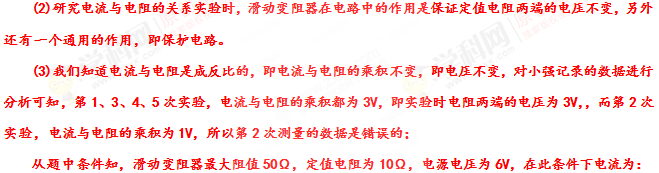 (2)研究电流与电阻的关系实验时，滑动变阻器在电路中的作用是保证定值电阻两端的电压不变，另外
还有一个通用的作用，即保护电路。
(3)我们知道电流与电阻是成反比的，即电流与电阻的乘积不变，即电压不变，对小强记录的数据进行
分析可知，第1、3、4、5次实验，电流与电阻的乘积都为3V，即实验时电阻两端的电压为3V，，而第2次
实验，电流与电阻的乘积为1V，所以第2次测量的数据是错误的；
从题中条件知，滑动变阻器最大阻值50Ω，定值电阻为10Ω，电源电压为6V，在此条件下电流为：